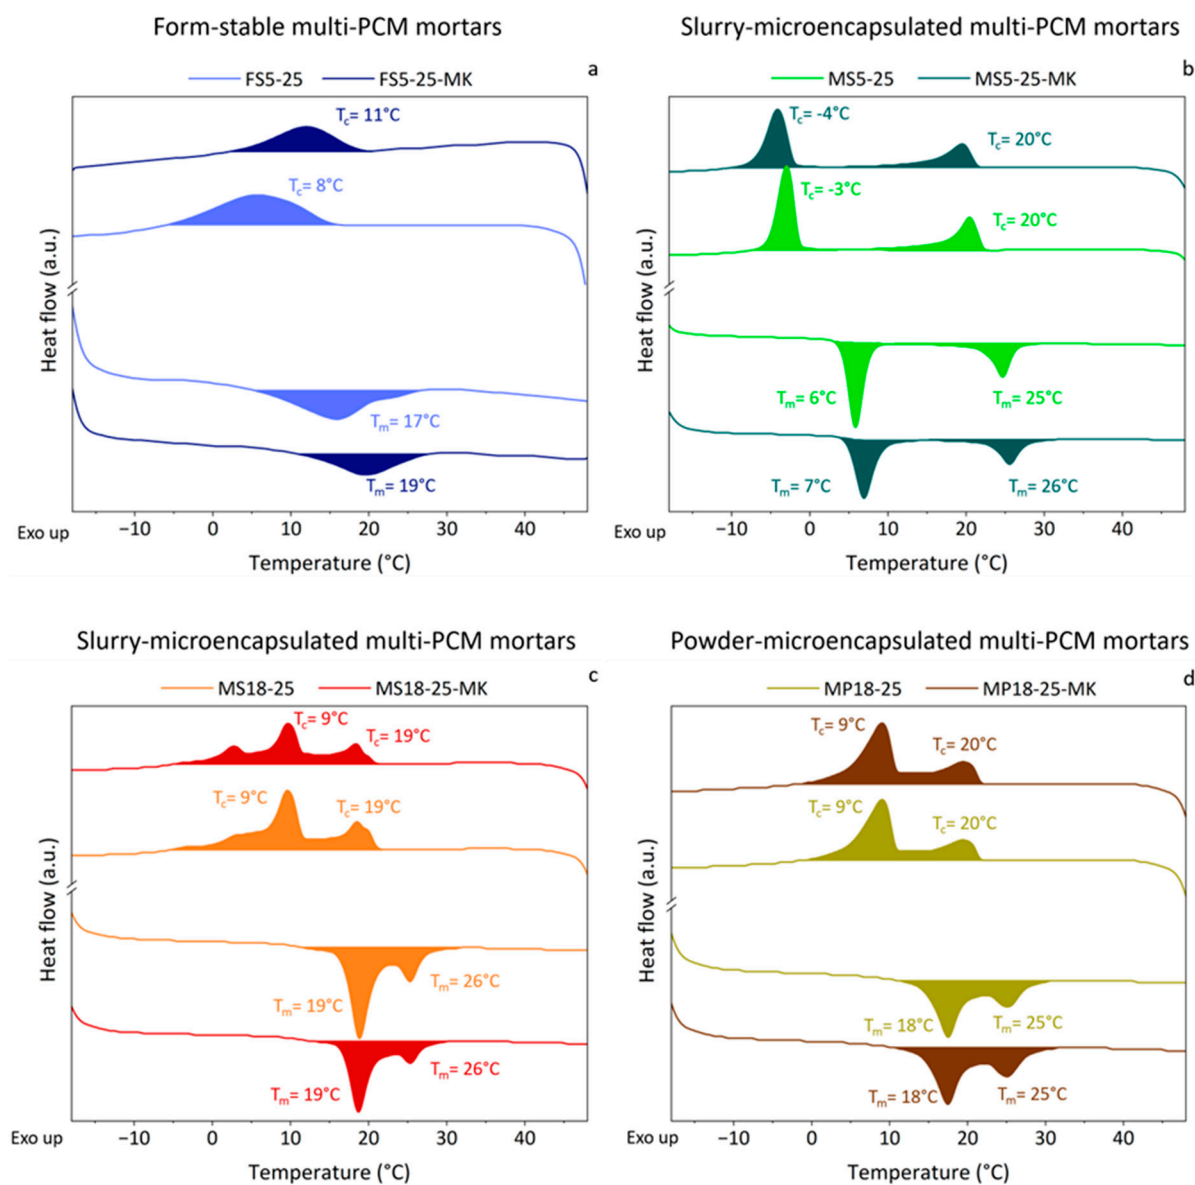 Form-stable multi-PCM mortars
FS5-25 FS5-25-MK a
Tc= 11°C
Tc= 8°C
Tm= 17°C
Tm= 19°C
Heat flow (a.u.)
Exo up −10 0 10 20 30 40
Temperature (°C)
Slurry-microencapsulated multi-PCM mortars
MS5-25 MS5-25-MK b
Tc= -4°C
Tc= 20°C
Tc= -3°C
Tc= 20°C
Tm= 6°C Tm= 25°C
Tm= 7°C Tm= 26°C
Heat flow (a.u.)
Exo up −10 0 10 20 30 40
Temperature (°C)
Slurry-microencapsulated multi-PCM mortars
MS18-25 MS18-25-MK c
Tc= 9°C
Tc= 19°C
Tc= 9°C Tc= 19°C
Tm= 26°C
Tm= 19°C
Tm= 26°C
Tm= 19°C
Heat flow (a.u.)
Exo up −10 0 10 20 30 40
Temperature (°C)
Powder-microencapsulated multi-PCM mortars
MP18-25 MP18-25-MK d
Tc= 9°C
Tc= 20°C
Tc= 9°C
Tc= 20°C
Tm= 18°C Tm= 25°C
Tm= 18°C Tm= 25°C
Heat flow (a.u.)
Exo up −10 0 10 20 30 40
Temperature (°C)